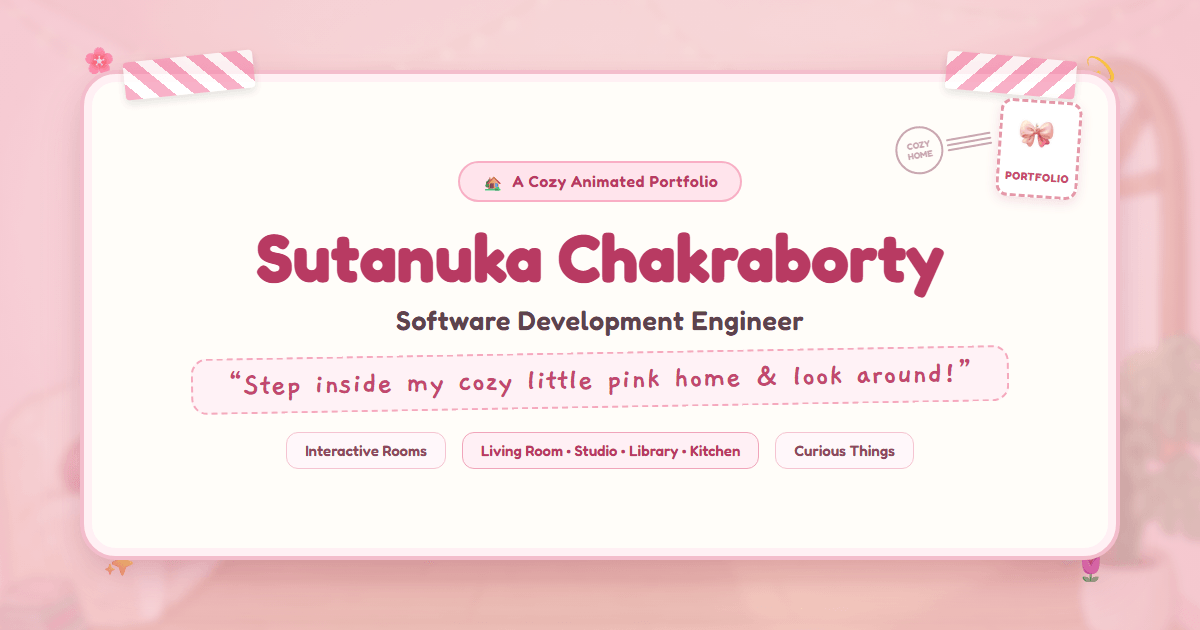 COZY
HOME
PORTFOLIO
A Cozy Animated Portfolio
Sutanuka Chakraborty
Software Development Engineer
“Step inside my cozy little pink home & look around!”
Interactive Rooms
Living Room • Studio • Library • Kitchen
Curious Things